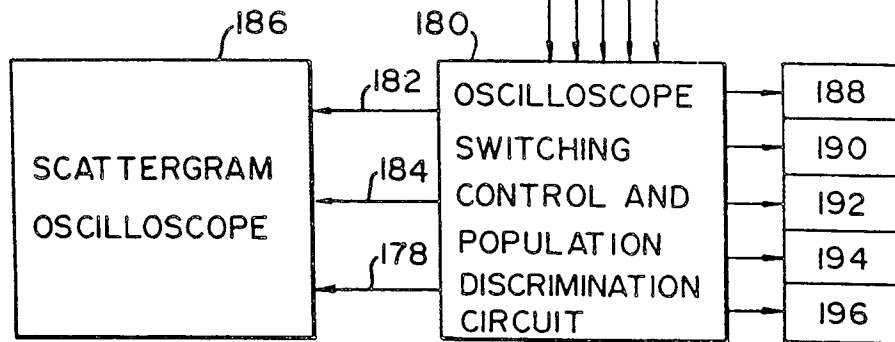 186
180
182
184
178
SCATTERGRAM
OSCILLOSCOPE
OSCILLOSCOPE
SWITCHING
CONTROL AND
POPULATION
DISCRIMINATION
CIRCUIT
188
190
192
194
196